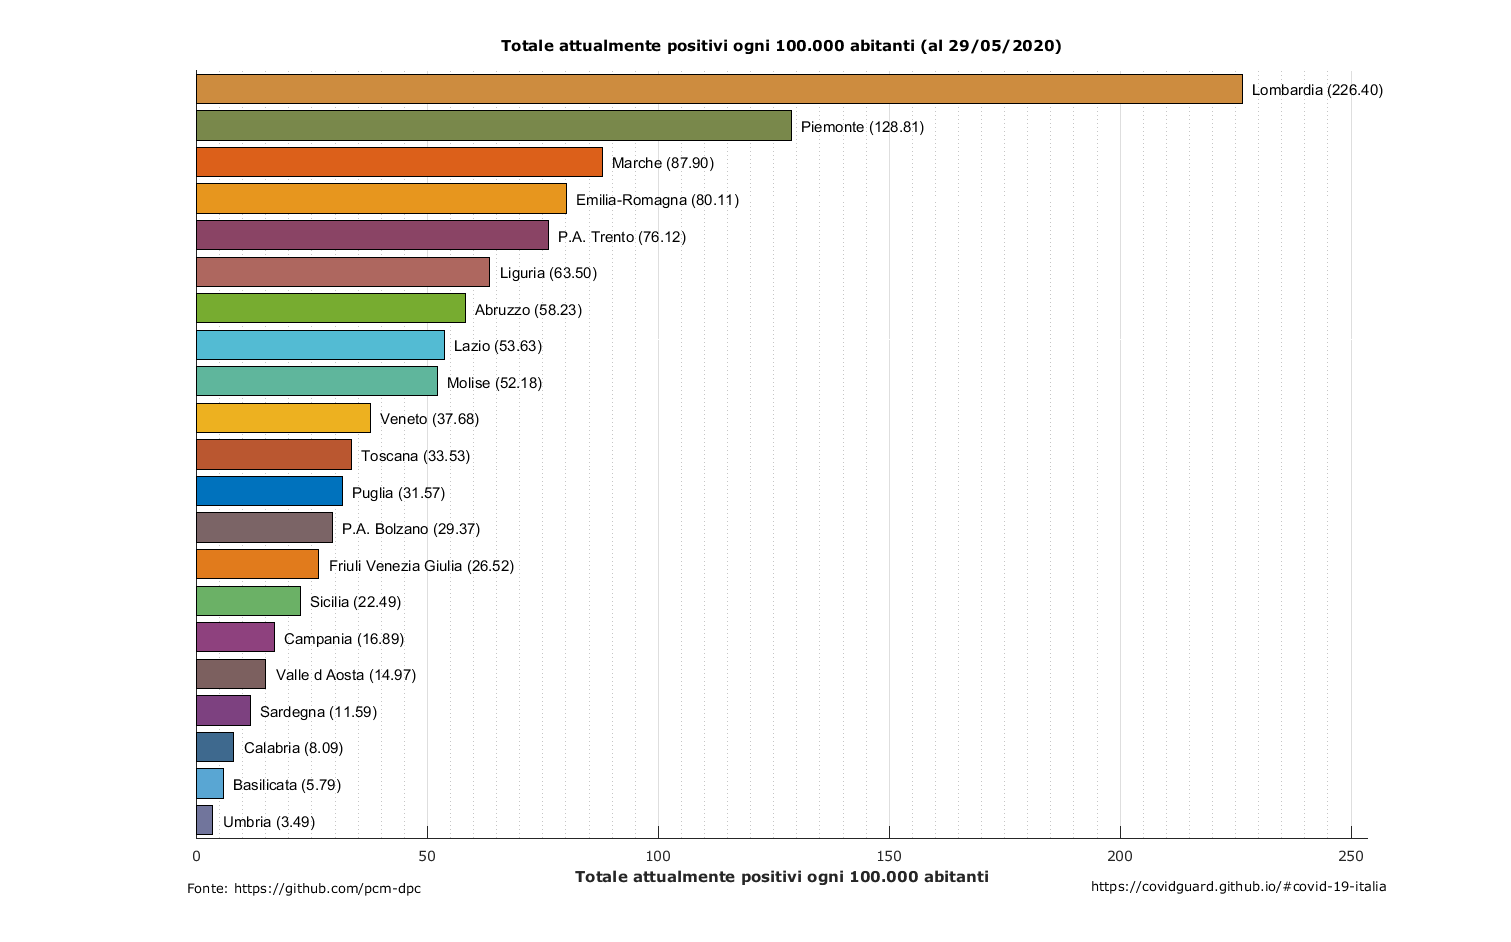 Totale attualmente positivi ogni 100.000 abitanti (al 29/05/2020)
Lombardia (226.40)
Piemonte (128.81)
Marche (87.90)
Emilia-Romagna (80.11)
P.A. Trento (76.12)
Liguria (63.50)
Abruzzo (58.23)
Lazio (53.63)
Molise (52.18)
Veneto (37.68)
Toscana (33.53)
Puglia (31.57)
P.A. Bolzano (29.37)
Friuli Venezia Giulia (26.52)
Sicilia (22.49)
Campania (16.89)
Valle d Aosta (14.97)
Sardegna (11.59)
Calabria (8.09)
Basilicata (5.79)
Umbria (3.49)
0 50 100 150 200 250
Totale attualmente positivi ogni 100.000 abitanti
Fonte: https://github.com/pcm-dpc
https://covidguard.github.io/#covid-19-italia